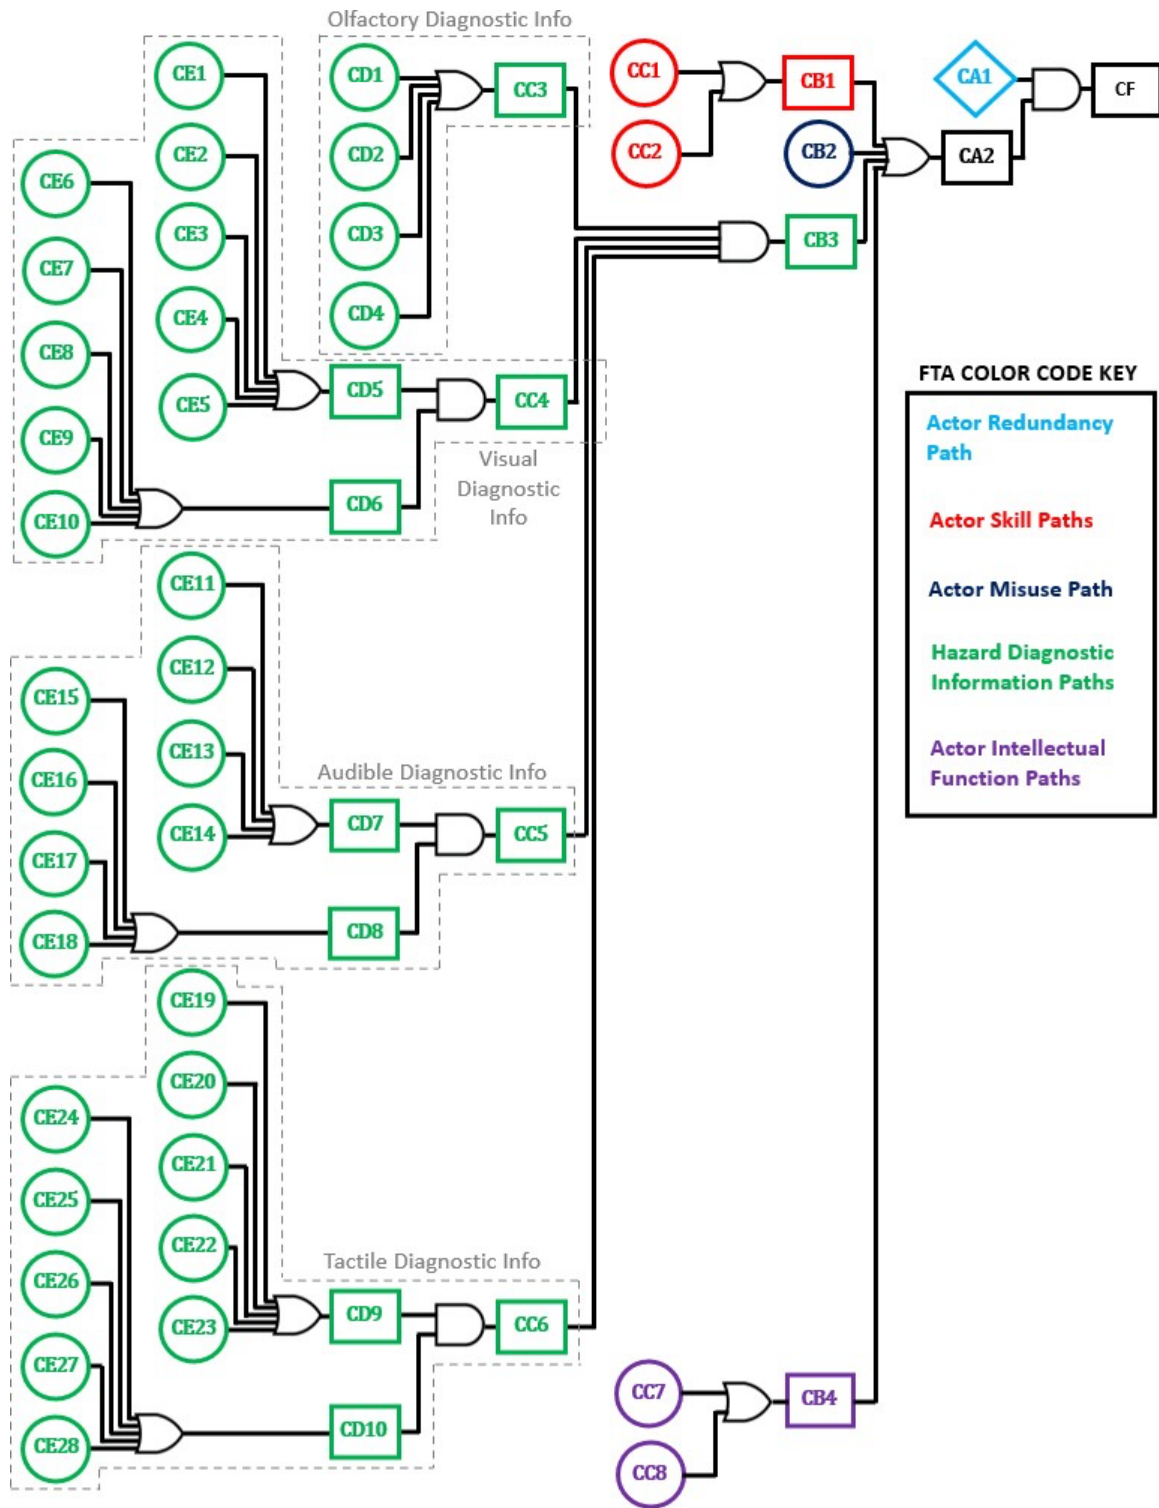 Olfactory Diagnostic Info
CE1
CD1
CC3
CC1
CB1
CA1
CF
CE2
CD2
CC2
CB2
CA2
CE6
CE3
CD3
CB3
CE7
CE4
CD4
CE8
CE5
CD5
CC4
FTA COLOR CODE KEY
Actor Redundancy
Path
CE9
Visual
Diagnostic
Info
CE10
CD6
Actor Skill Paths
CE11
Actor Misuse Path
CE12
Hazard Diagnostic
Information Paths
CE15
CE13
Actor Intellectual
Function Paths
CE16
Audible Diagnostic Info
CE14
CD7
CC5
CE17
CE18
CD8
CE19
CE20
CE24
CE21
CE25
CE22
Tactile Diagnostic Info
CE26
CE23
CD9
CC6
CE27
CC7
CB4
CE28
CD10
CC8